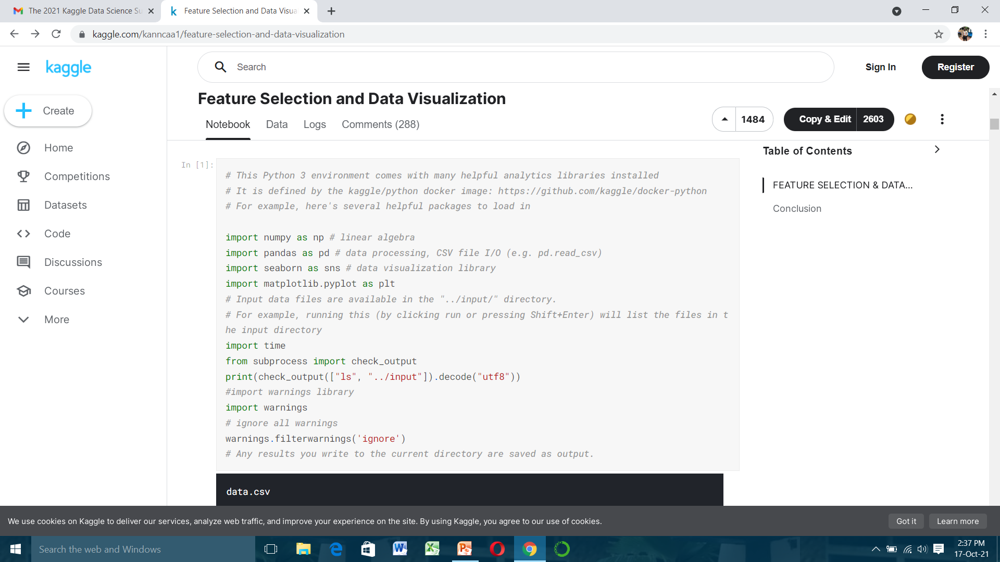 The 2021 Kaggle Data Science Su
Feature Selection and Data Visua
kaggle.com/kanncaa1/feature-selection-and-data-visualization
kaggle
Search
Sign In
Register
Create
Home
Competitions
Datasets
Code
Discussions
Courses
More
Feature Selection and Data Visualization
Notebook Data Logs Comments (288)
1484
Copy & Edit 2603
Table of Contents
FEATURE SELECTION & DATA...
Conclusion
In [1]:
# This Python 3 environment comes with many helpful analytics libraries installed
# It is defined by the kaggle/python docker image: https://github.com/kaggle/docker-python
# For example, here's several helpful packages to load in
import numpy as np # linear algebra
import pandas as pd # data processing, CSV file I/O (e.g. pd.read_csv)
import seaborn as sns # data visualization library
import matplotlib.pyplot as plt
# Input data files are available in the "../input/" directory.
# For example, running this (by clicking run or pressing Shift+Enter) will list the files in t
he input directory
import time
from subprocess import check_output
print(check_output(["ls", "../input"]).decode("utf8"))
#import warnings library
import warnings
# ignore all warnings
warnings.filterwarnings('ignore')
# Any results you write to the current directory are saved as output.
data.csv
We use cookies on Kaggle to deliver our services, analyze web traffic, and improve your experience on the site. By using Kaggle, you agree to our use of cookies.
Got it
Learn more
Search the web and Windows
2:37 PM
17-Oct-21